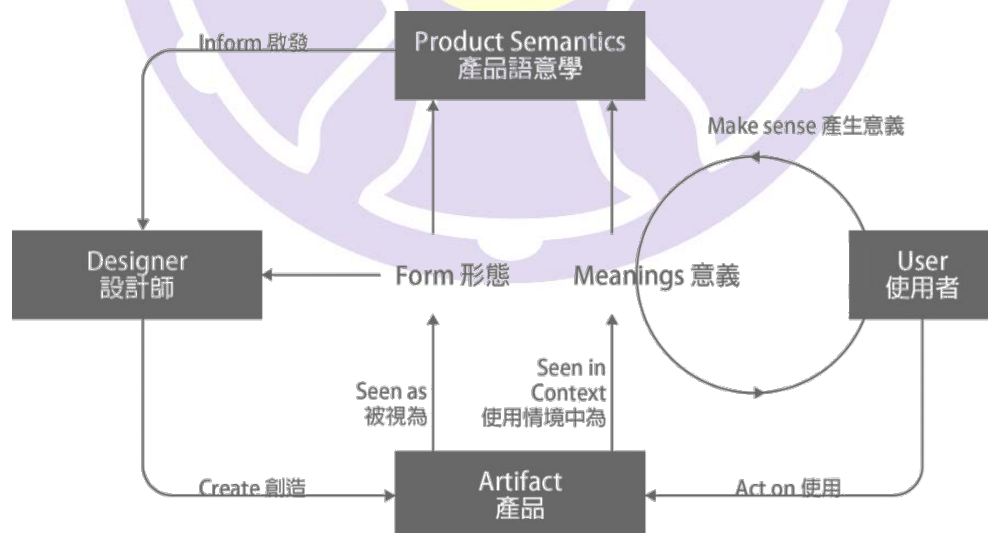 Inform 啟發
Product Semantics
產品語意學
Make sense 產生意義
Designer
設計師
Form 形態
Meanings 意義
User
使用者
Seen as
被視為
Seen in
Context
使用情境中為
Create 創造
Artifact
產品
Act on 使用